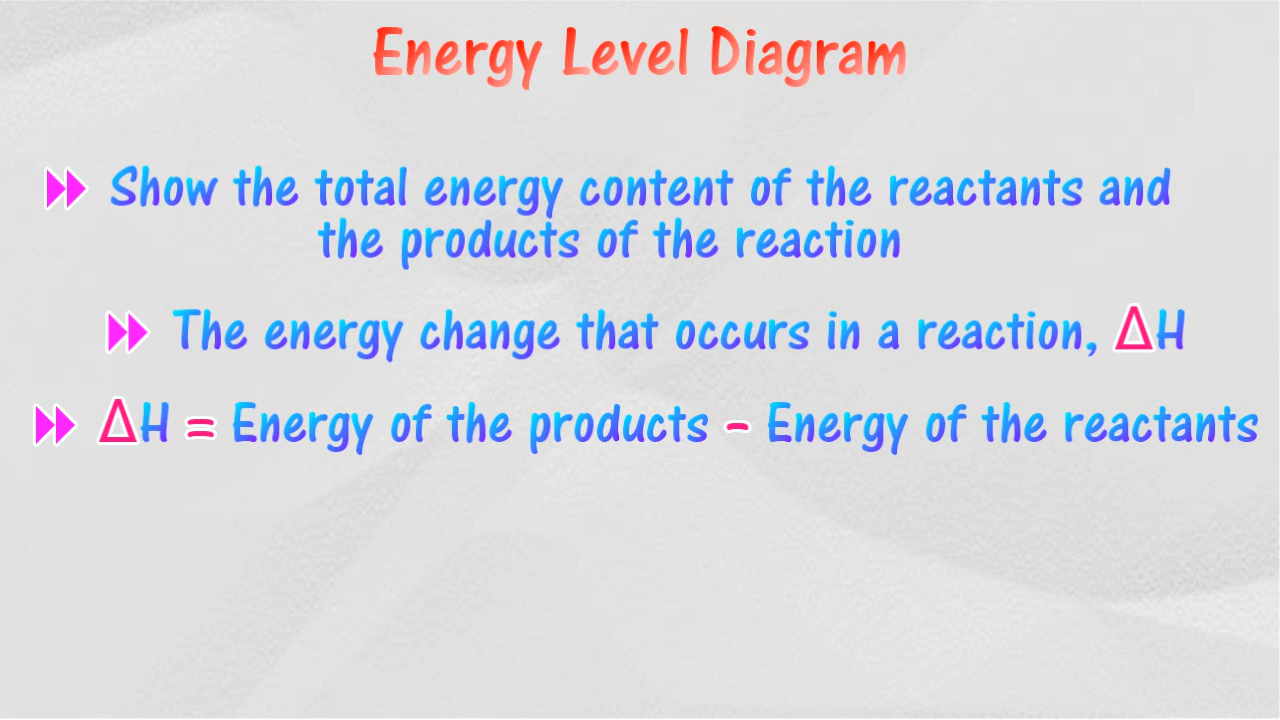 Energy Level Diagram
Show the total energy content of the reactants and
the products of the reaction
The energy change that occurs in a reaction, ΔH
ΔH = Energy of the products - Energy of the reactants